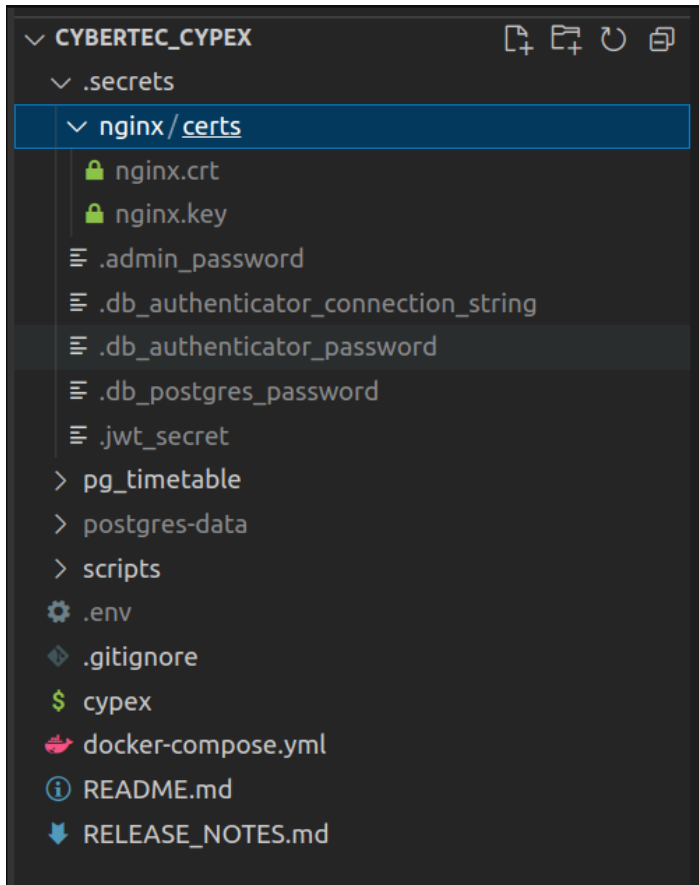 CYBERTEC_CYPEX
.secrets
nginx/certs
nginx.crt
nginx.key
.admin_password
.db_authenticator_connection_string
.db_authenticator_password
.db_postgres_password
.jwt_secret
pg_timetable
postgres-data
scripts
.env
.gitignore
$ cypex
docker-compose.yml
README.md
RELEASE_NOTES.md